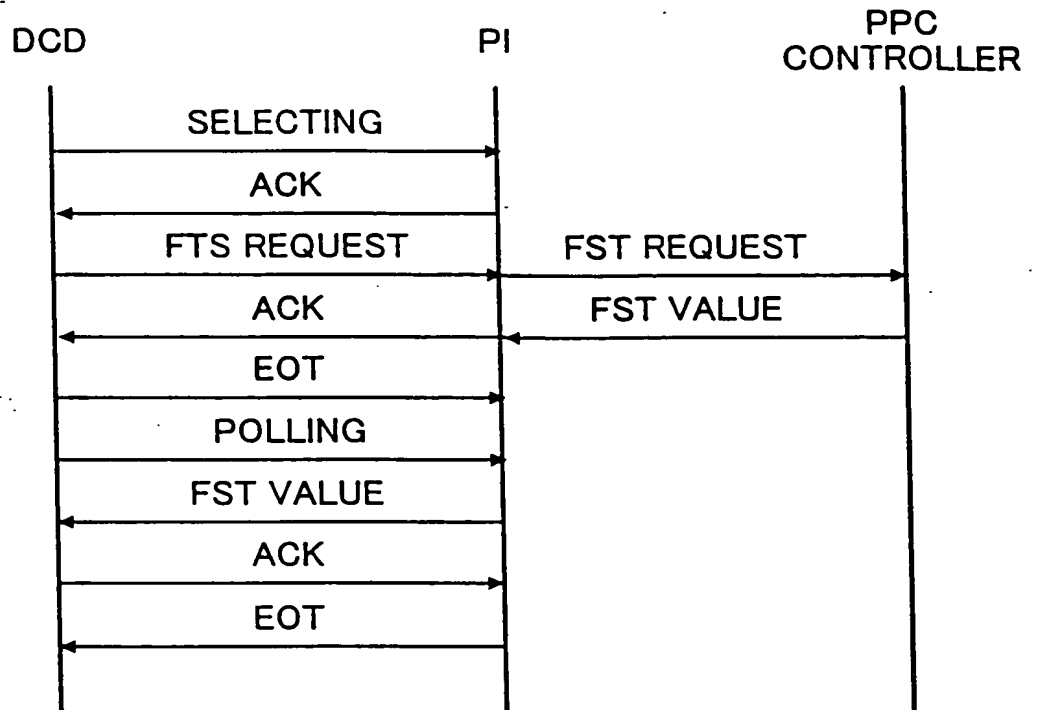 DCD
PI
PPC
CONTROLLER
SELECTING
ACK
FTS REQUEST
FST REQUEST
ACK
FST VALUE
EOT
POLLING
FST VALUE
ACK
EOT